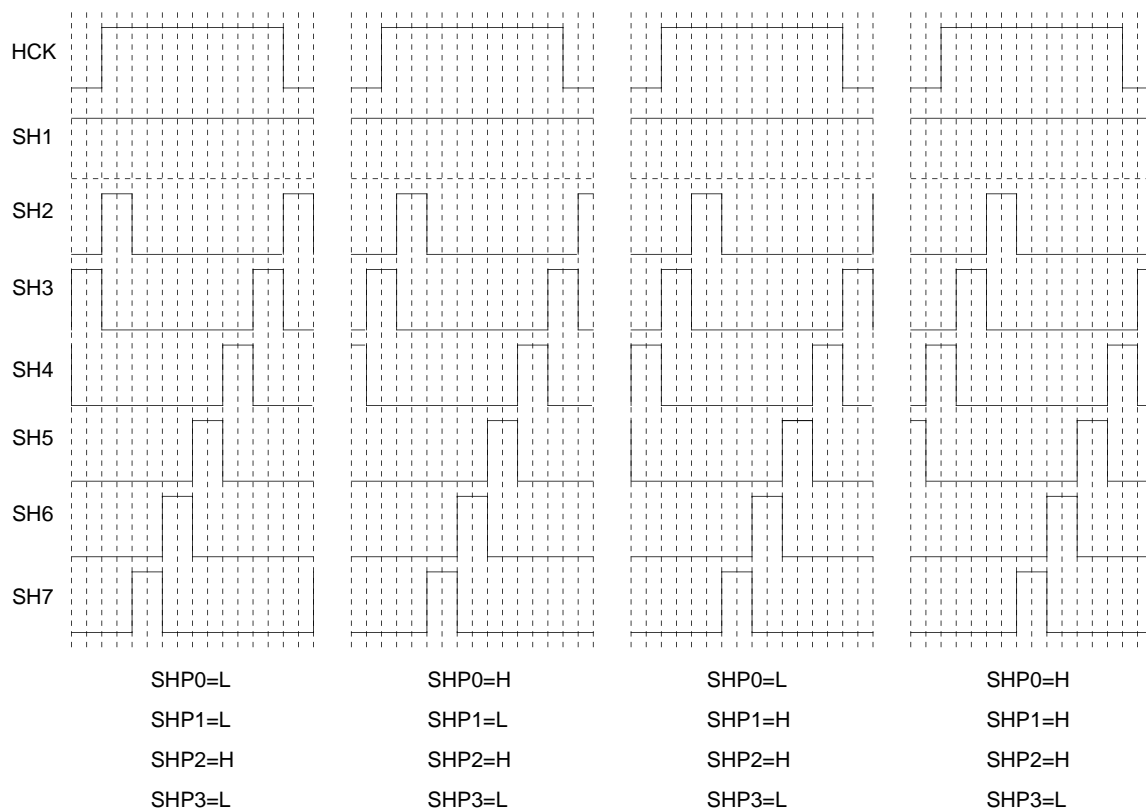 HCK
SH1
SH2
SH3
SH4
SH5
SH6
SH7
SHP0=L SHP0=H SHP0=L SHP0=H
SHP1=L SHP1=L SHP1=H SHP1=H
SHP2=H SHP2=H SHP2=H SHP2=H
SHP3=L SHP3=L SHP3=L SHP3=L